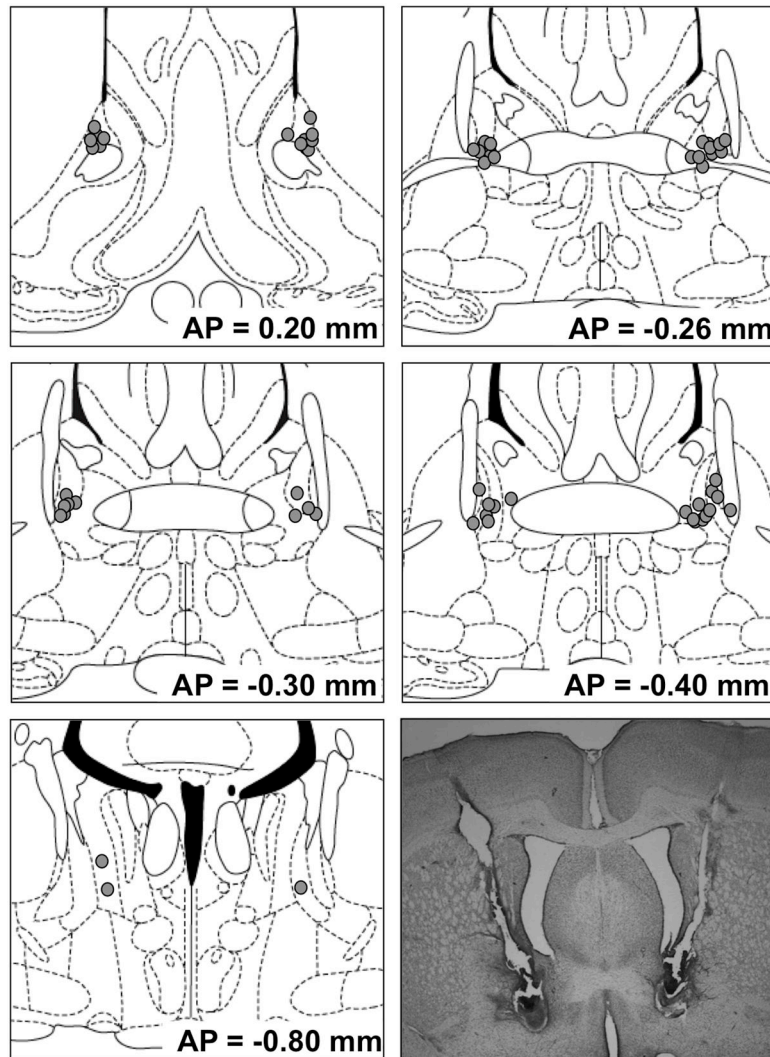 AP = 0.20 mm
AP = -0.26 mm
AP = -0.30 mm
AP = -0.40 mm
AP = -0.80 mm